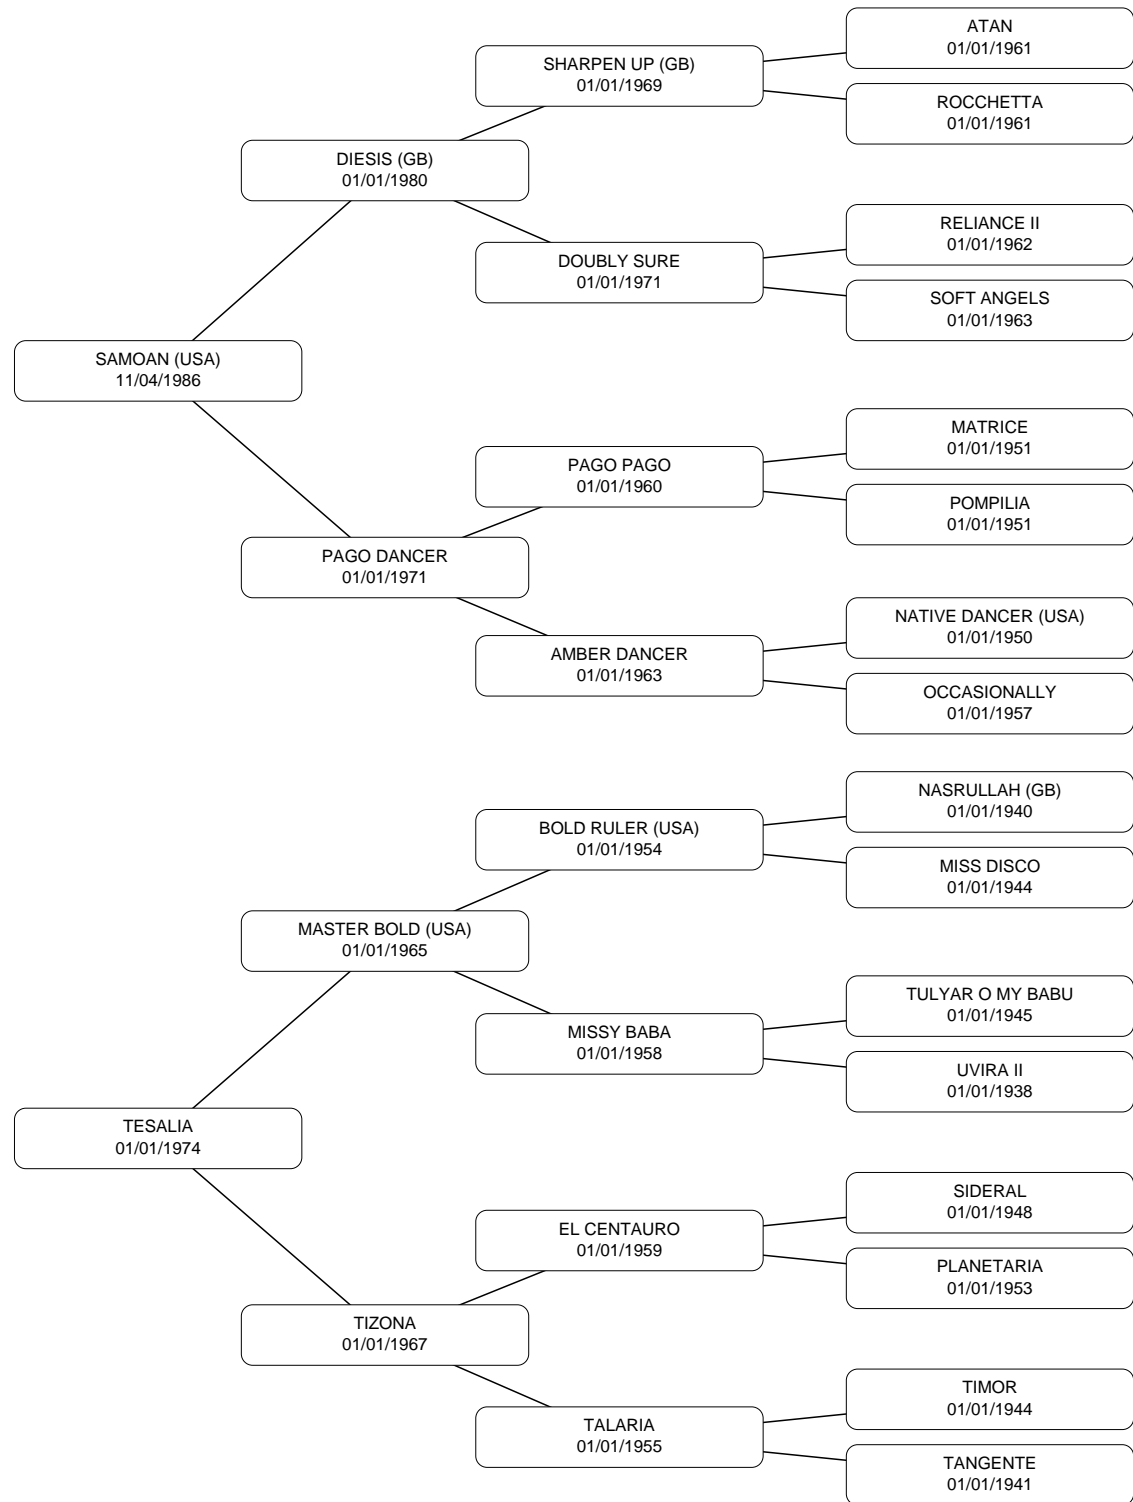 ATAN
01/01/1961
SHARPEN UP (GB)
01/01/1969
ROCCHETTA
01/01/1961
DIESIS (GB)
01/01/1980
RELIANCE II
01/01/1962
DOUBLY SURE
01/01/1971
SOFT ANGELS
01/01/1963
SAMOAN (USA)
11/04/1986
MATRICE
01/01/1951
PAGO PAGO
01/01/1960
POMPILIA
01/01/1951
PAGO DANCER
01/01/1971
NATIVE DANCER (USA)
01/01/1950
AMBER DANCER
01/01/1963
OCCASIONALLY
01/01/1957
NASRULLAH (GB)
01/01/1940
BOLD RULER (USA)
01/01/1954
MISS DISCO
01/01/1944
MASTER BOLD (USA)
01/01/1965
TULYAR O MY BABU
01/01/1945
MISSY BABA
01/01/1958
UVIRA II
01/01/1938
TESALIA
01/01/1974
SIDERAL
01/01/1948
EL CENTAURO
01/01/1959
PLANETARIA
01/01/1953
TIZONA
01/01/1967
TIMOR
01/01/1944
TALARIA
01/01/1955
TANGENTE
01/01/1941